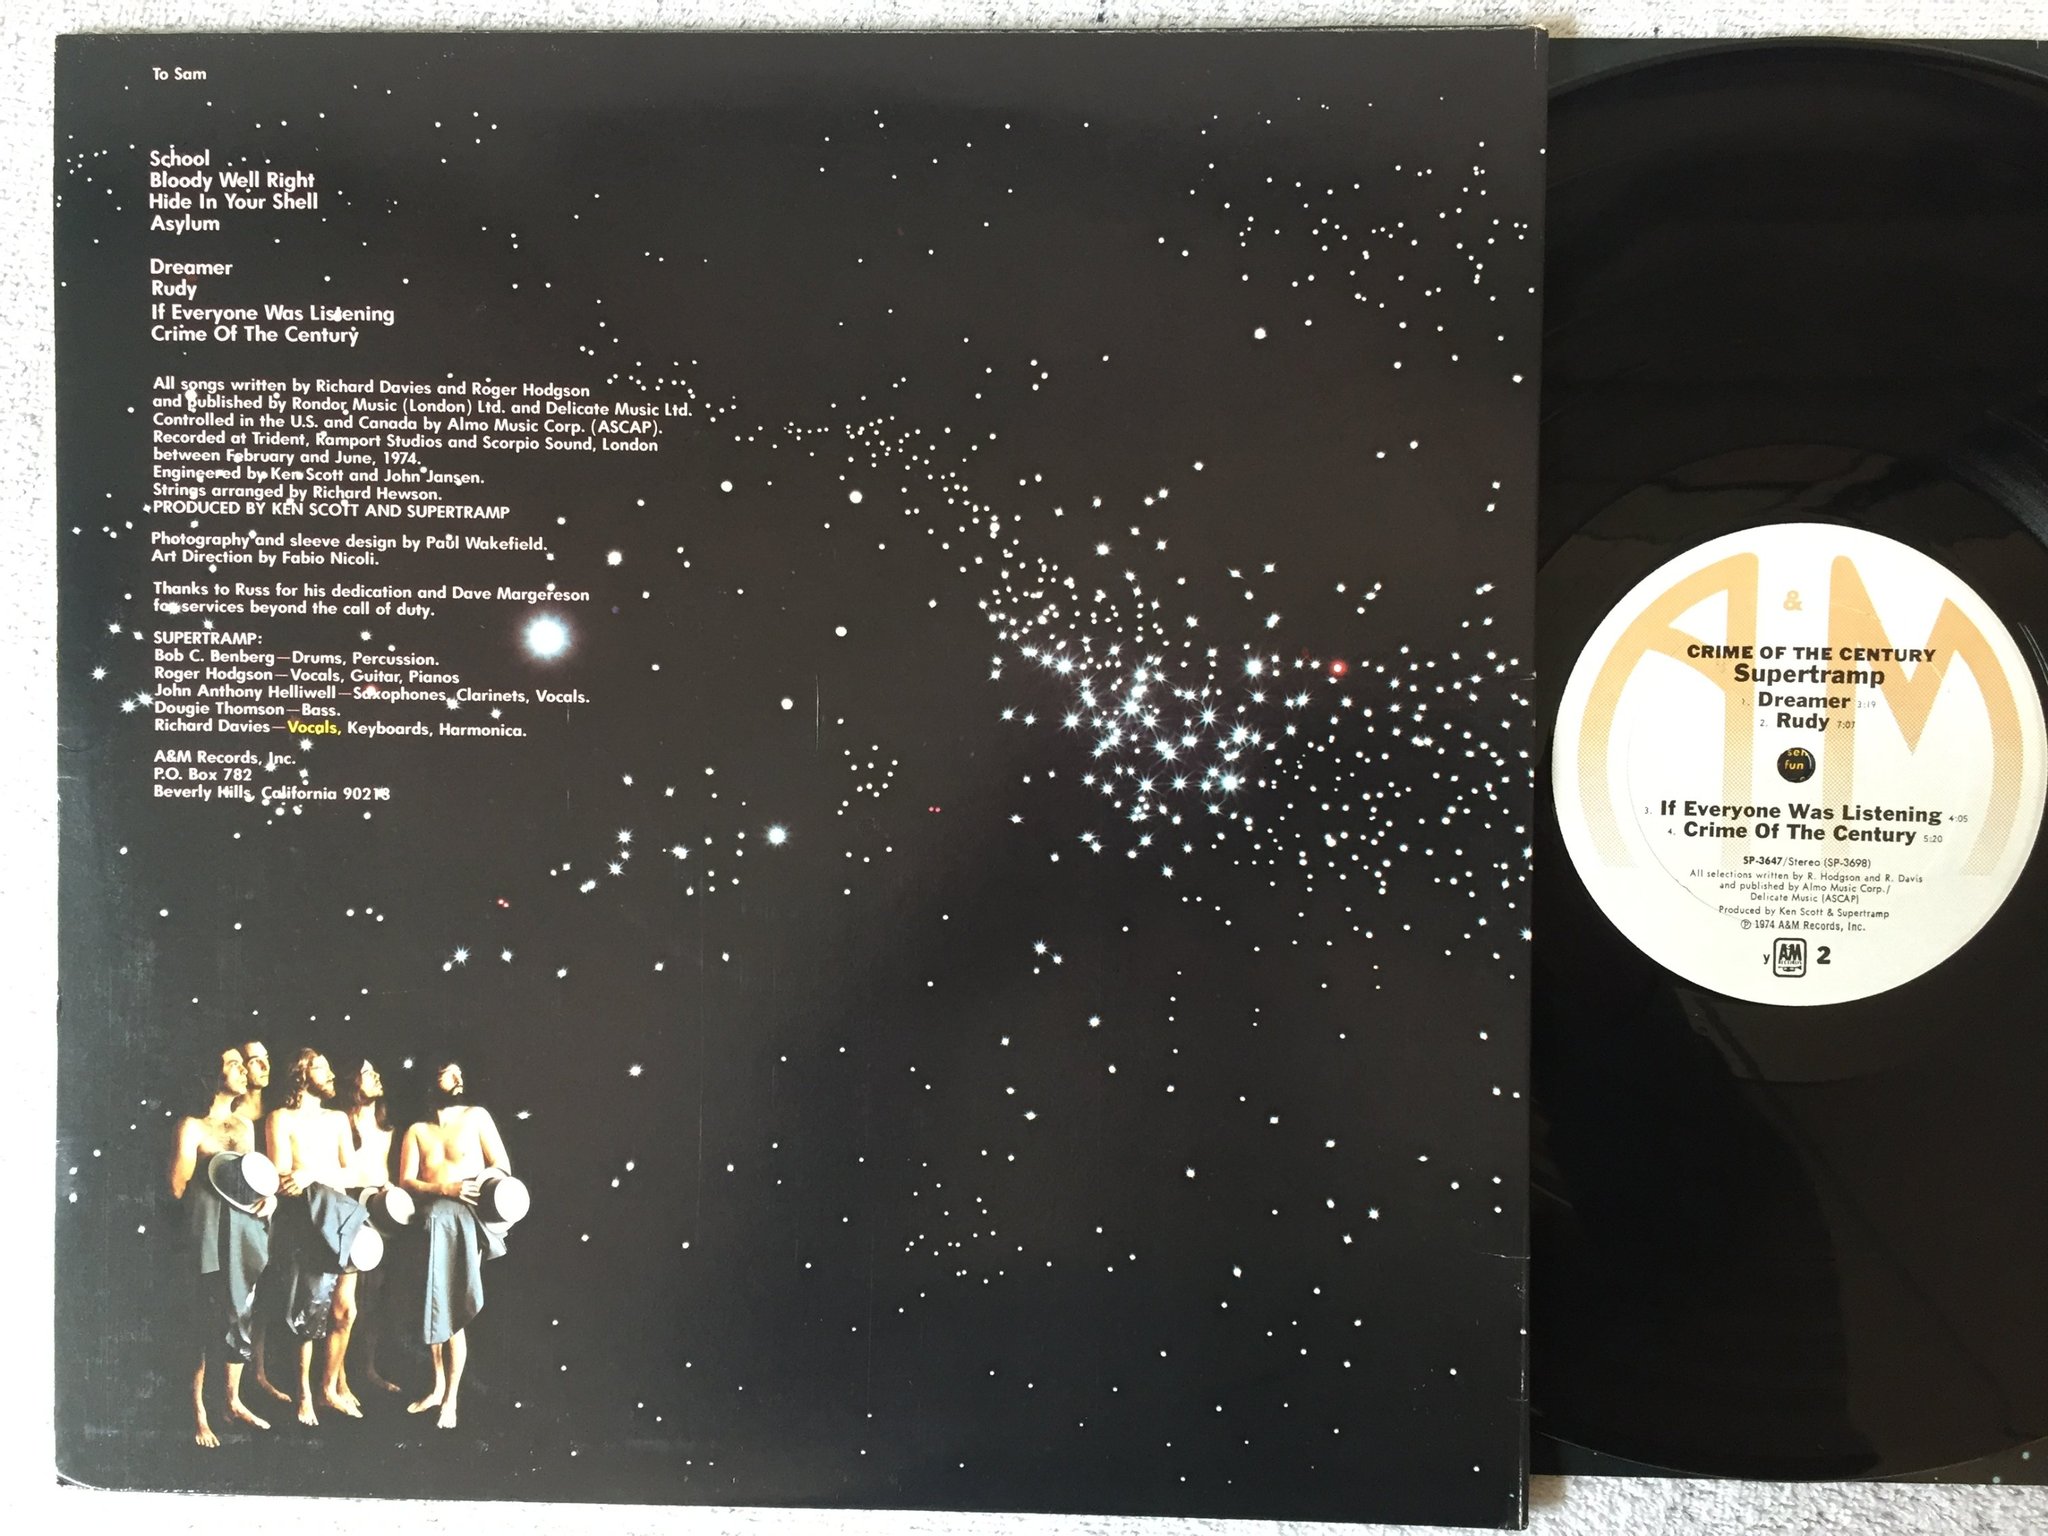 To Sam
School
Bloody Well Right
Hide In Your Shell
Asylum
Dreamer
Rudy
If Everyone Was Listening
Crime Of The Century
All songs written by Richard Davies and Roger Hodgson
and published by Rondor Music (London) Ltd. and Delicate Music Ltd.
Controlled in the U.S. and Canada by Almo Music Corp. (ASCAP).
Recorded at Trident, Ramport Studios and Scorpio Sound, London
between February and June, 1974.
Engineered by Ken Scott and John Jansen.
Strings arranged by Richard Hewson.
PRODUCED BY KEN SCOTT AND SUPERTRAMP
Photography and sleeve design by Paul Wakefield.
Art Direction by Fabio Nicoli.
Thanks to Russ for his dedication and Dave Margereson
for services beyond the call of duty.
SUPERTRAMP:
Bob C. Benberg—Drums, Percussion.
Roger Hodgson—Vocals, Guitar, Pianos
John Anthony Helliwell—Saxophones, Clarinets, Vocals.
Dougie Thomson—Bass.
Richard Davies—Vocals, Keyboards, Harmonica.
A&M Records, Inc.
P.O. Box 782
Beverly Hills, California 90213
A&M
CRIME OF THE CENTURY
Supertramp
1. Dreamer 3:19
2. Rudy 7:07
sen
fun
3. If Everyone Was Listening 4:05
4. Crime Of The Century 5:20
SP-3647/Stereo (SP-3698)
All selections written by R. Hodgson and R. Davis
and published by Almo Music Corp./
Delicate Music (ASCAP)
Produced by Ken Scott & Supertramp
℗ 1974 A&M Records, Inc.
y A&M RECORDS 2